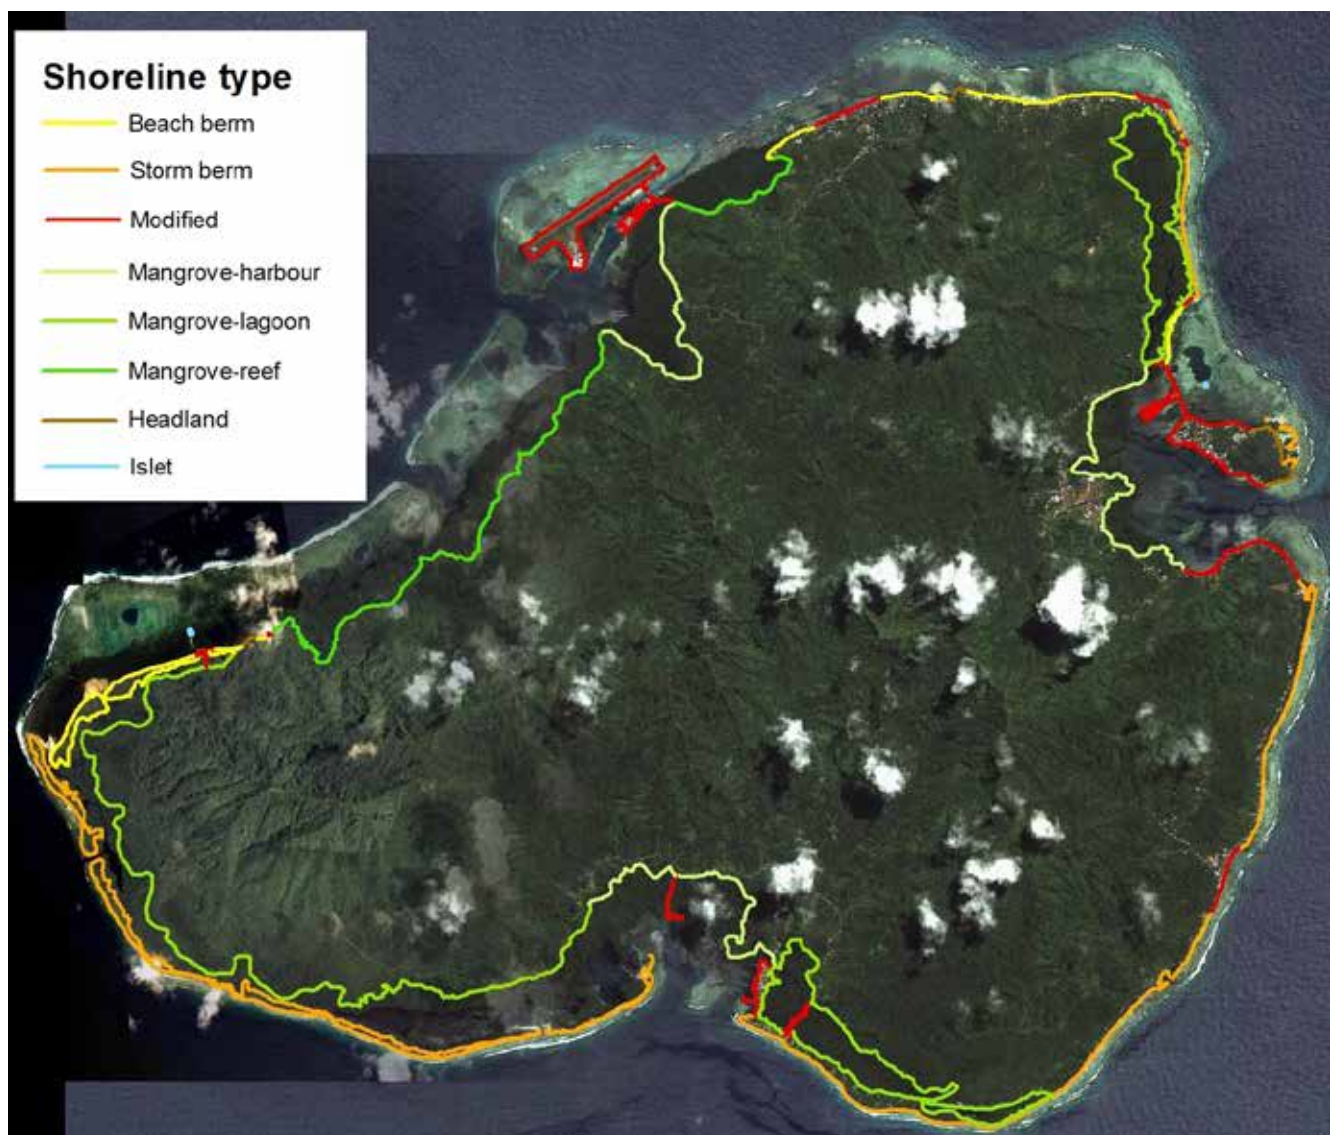 Shoreline type
Beach berm
Storm berm
Modified
Mangrove-harbour
Mangrove-lagoon
Mangrove-reef
Headland
Islet